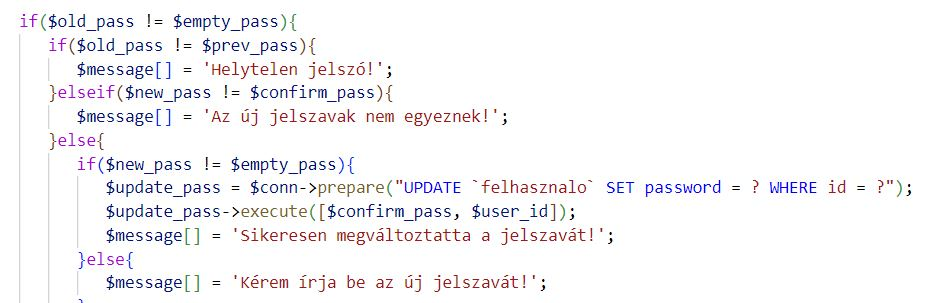 if($old_pass != $empty_pass){
if($old_pass != $prev_pass){
$message[] = 'Helytelen jelszó!';
}elseif($new_pass != $confirm_pass){
$message[] = 'Az új jelszavak nem egyeznek!';
}else{
if($new_pass != $empty_pass){
$update_pass = $conn->prepare("UPDATE `felhasznalo` SET password = ? WHERE id = ?");
$update_pass->execute([$confirm_pass, $user_id]);
$message[] = 'Sikeresen megváltoztatta a jelszavát!';
}else{
$message[] = 'Kérem írja be az új jelszavát!';
}